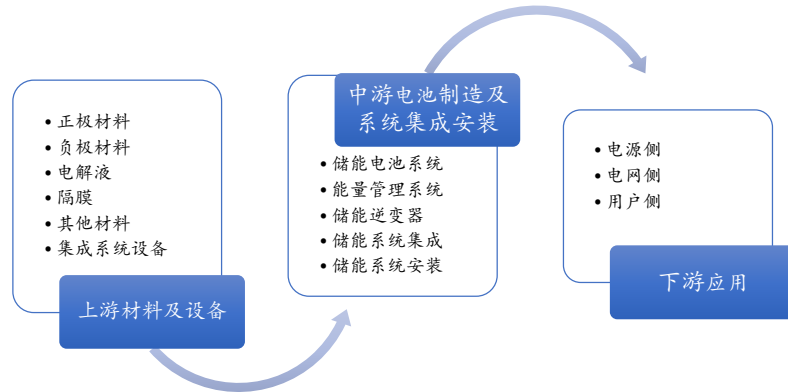 • 正极材料
• 负极材料
• 电解液
• 隔膜
• 其他材料
• 集成系统设备
上游材料及设备
中游电池制造及
系统集成安装
• 储能电池系统
• 能量管理系统
• 储能逆变器
• 储能系统集成
• 储能系统安装
• 电源侧
• 电网侧
• 用户侧
下游应用